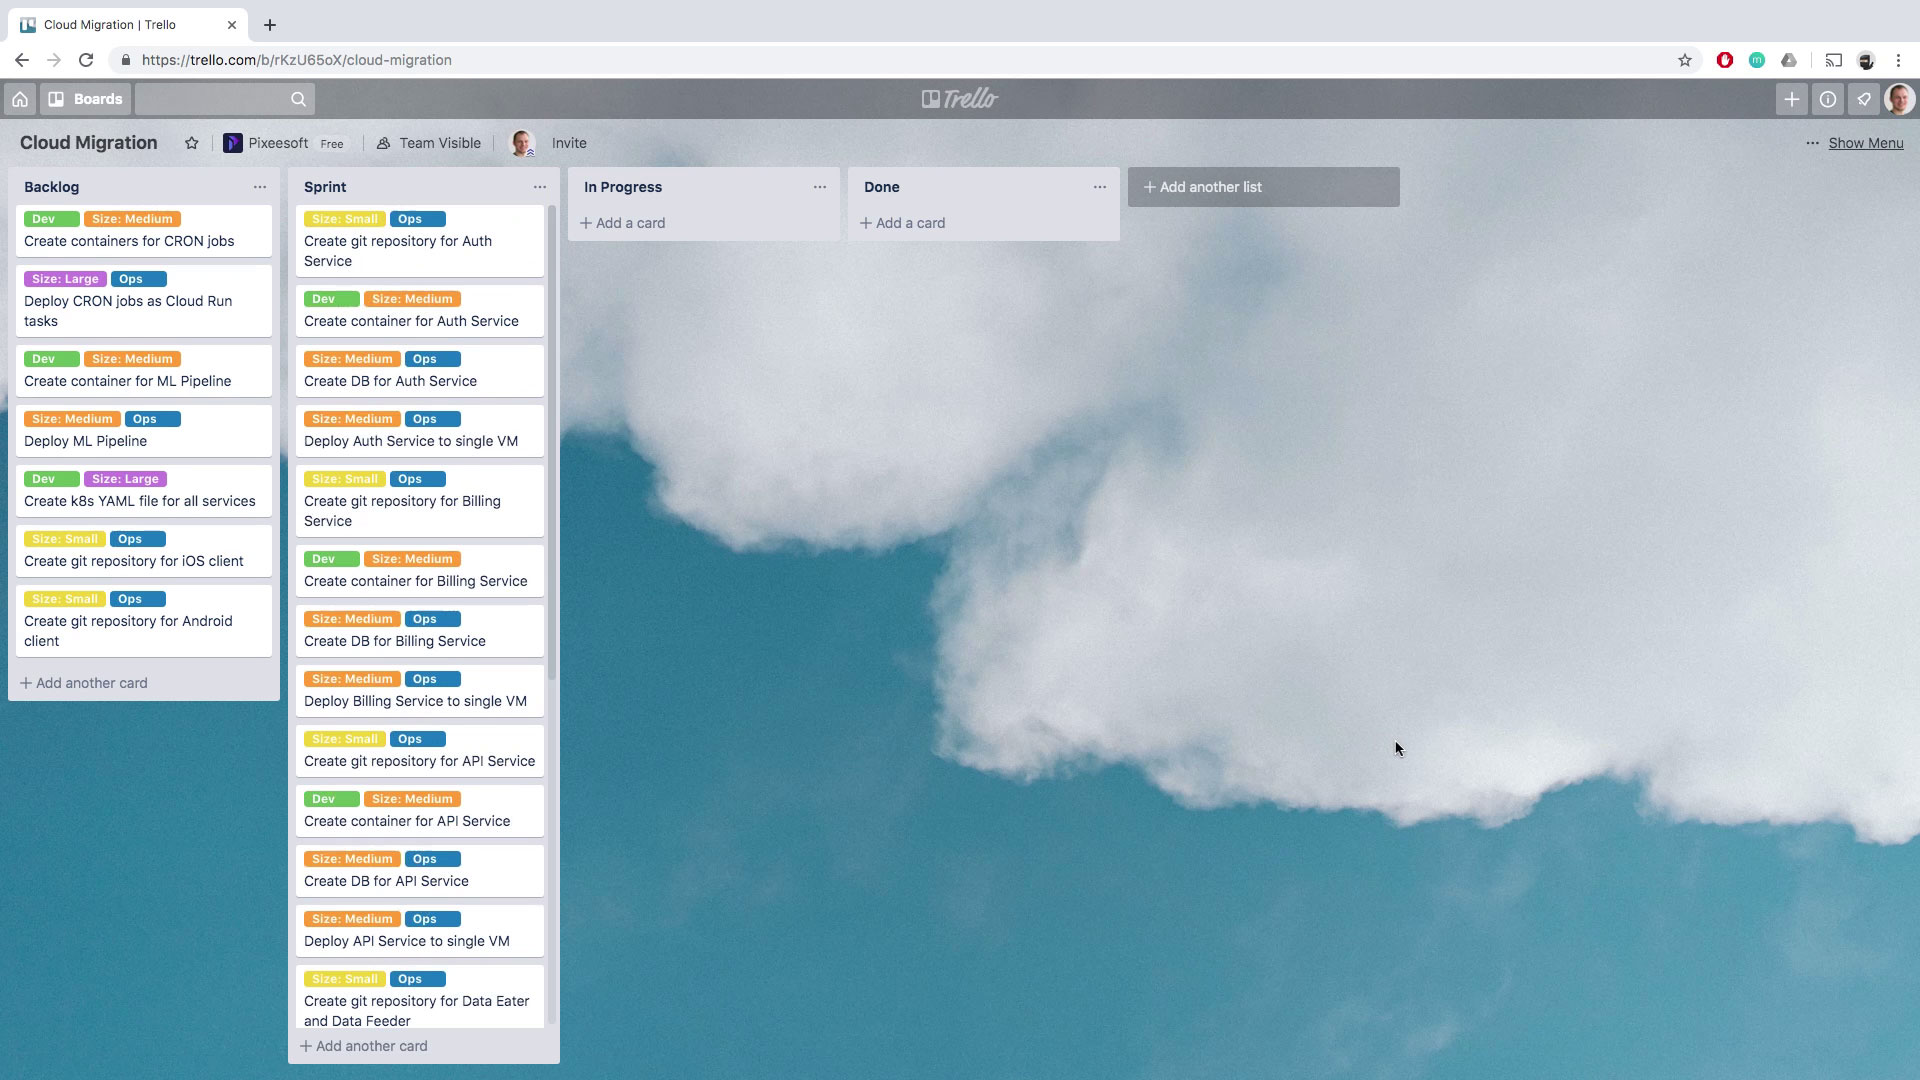 Cloud Migration | Trello
https://trello.com/b/rKzU65oX/cloud-migration
Boards
Trello
Cloud Migration
Pixeesoft Free
Team Visible
Invite
Show Menu
Backlog
Dev Size: Medium
Create containers for CRON jobs
Size: Large Ops
Deploy CRON jobs as Cloud Run
tasks
Dev Size: Medium
Create container for ML Pipeline
Size: Medium Ops
Deploy ML Pipeline
Dev Size: Large
Create k8s YAML file for all services
Size: Small Ops
Create git repository for iOS client
Size: Small Ops
Create git repository for Android
client
+ Add another card
Sprint
Size: Small Ops
Create git repository for Auth
Service
Dev Size: Medium
Create container for Auth Service
Size: Medium Ops
Create DB for Auth Service
Size: Medium Ops
Deploy Auth Service to single VM
Size: Small Ops
Create git repository for Billing
Service
Dev Size: Medium
Create container for Billing Service
Size: Medium Ops
Create DB for Billing Service
Size: Medium Ops
Deploy Billing Service to single VM
Size: Small Ops
Create git repository for API Service
Dev Size: Medium
Create container for API Service
Size: Medium Ops
Create DB for API Service
Size: Medium Ops
Deploy API Service to single VM
Size: Small Ops
Create git repository for Data Eater
and Data Feeder
+ Add another card
In Progress
+ Add a card
Done
+ Add a card
+ Add another list